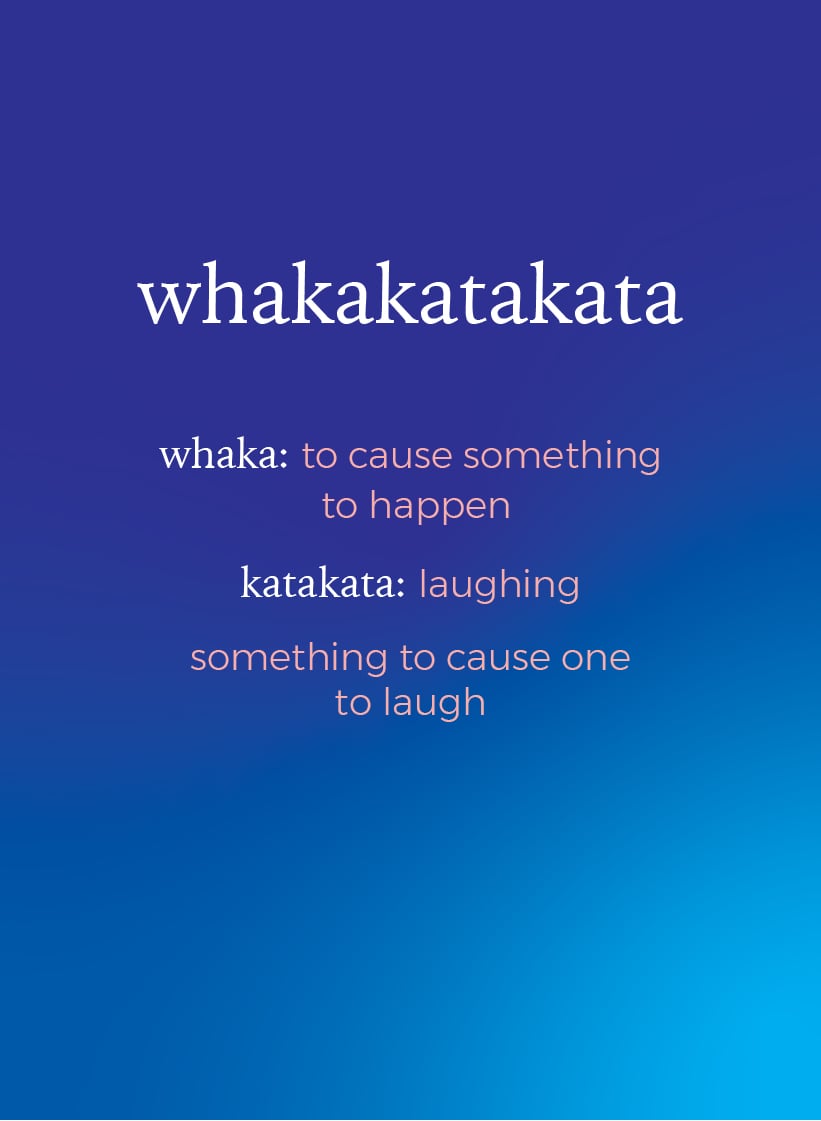 whakakatakata
whaka: to cause something
to happen
katakata: laughing
something to cause one
to laugh